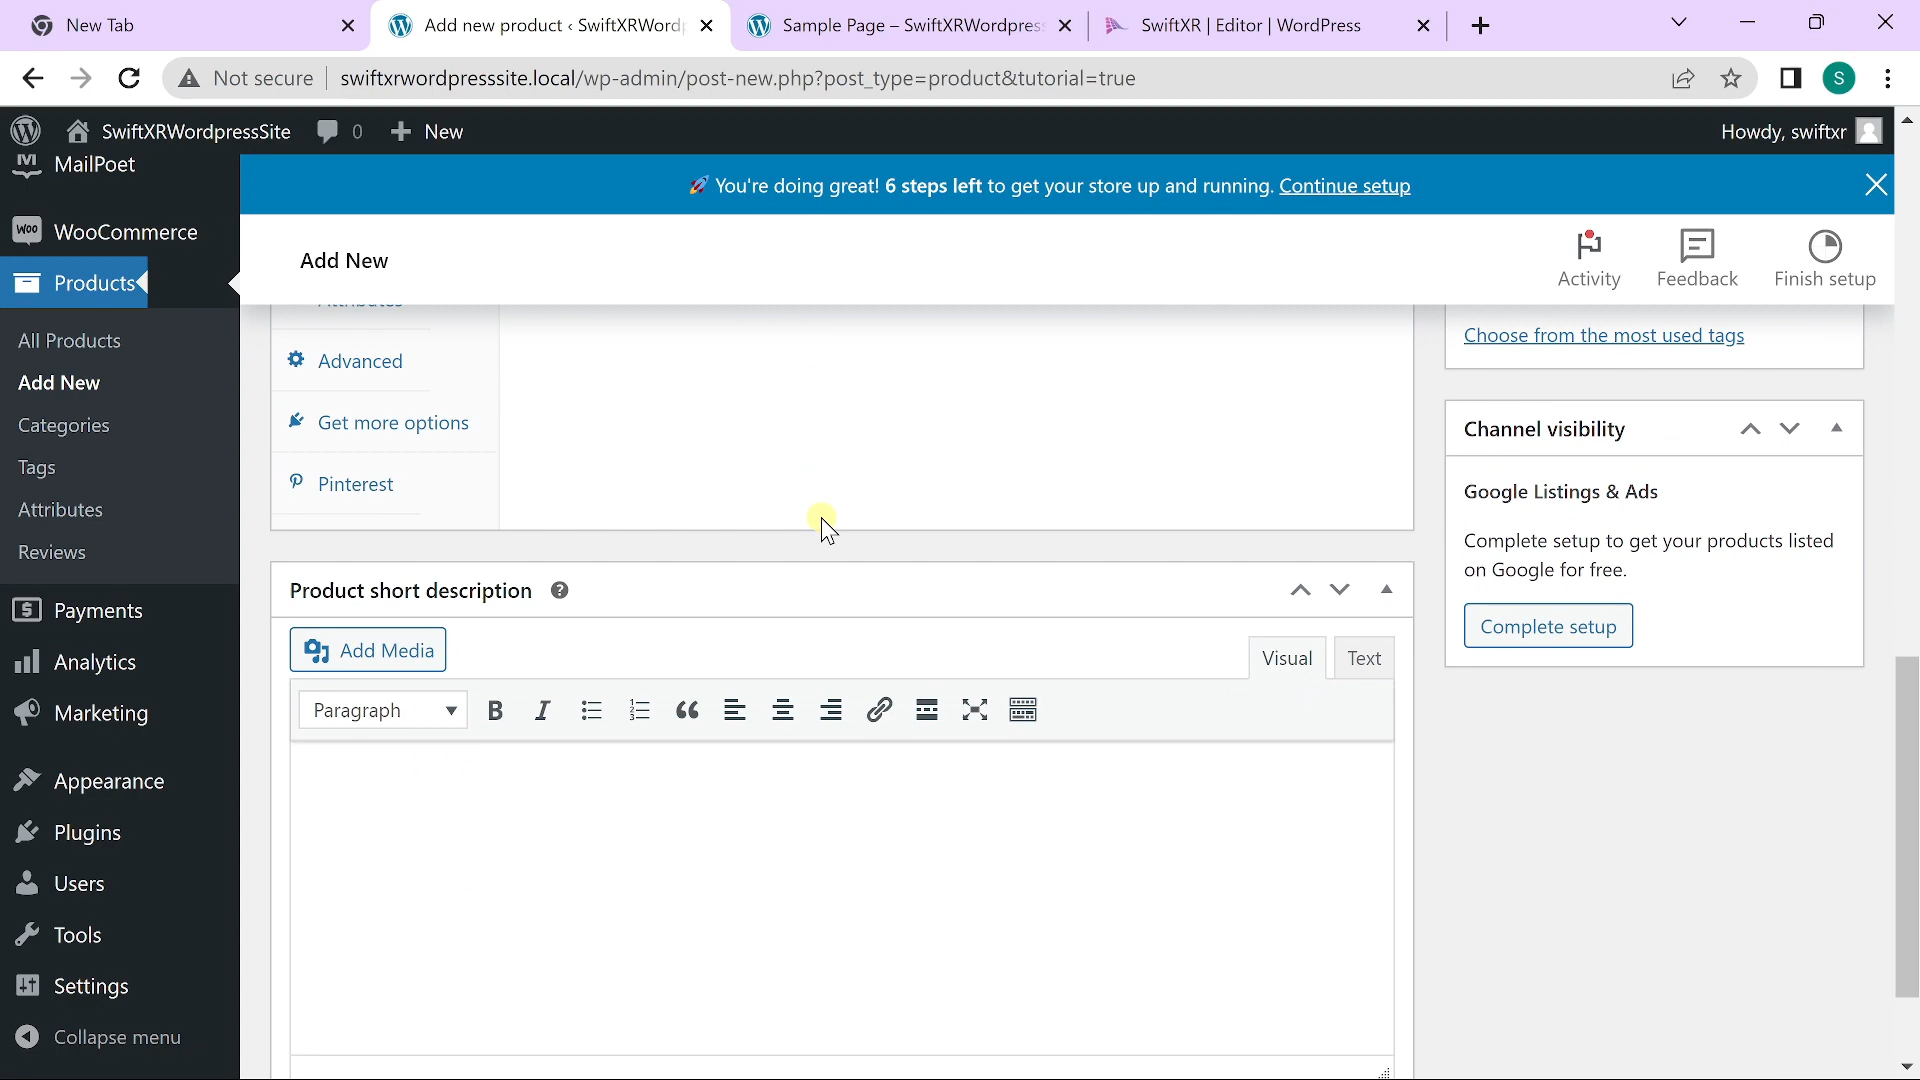 New Tab
Add new product ‹ SwiftXRWordp
Sample Page – SwiftXRWordpress
SwiftXR | Editor | WordPress
Not secure
swiftxrwordpresssite.local/wp-admin/post-new.php?post_type=product&tutorial=true
S
SwiftXRWordpressSite
0
New
Howdy, swiftxr
MailPoet
🚀 You're doing great! 6 steps left to get your store up and running. Continue setup
WooCommerce
Add New
Activity
Feedback
Finish setup
Products
All Products
Add New
Categories
Tags
Attributes
Reviews
Payments
Analytics
Marketing
Appearance
Plugins
Users
Tools
Settings
Collapse menu
Attributes
Advanced
Get more options
Pinterest
Product short description
Add Media
Visual
Text
Paragraph
Choose from the most used tags
Channel visibility
Google Listings & Ads
Complete setup to get your products listed
on Google for free.
Complete setup